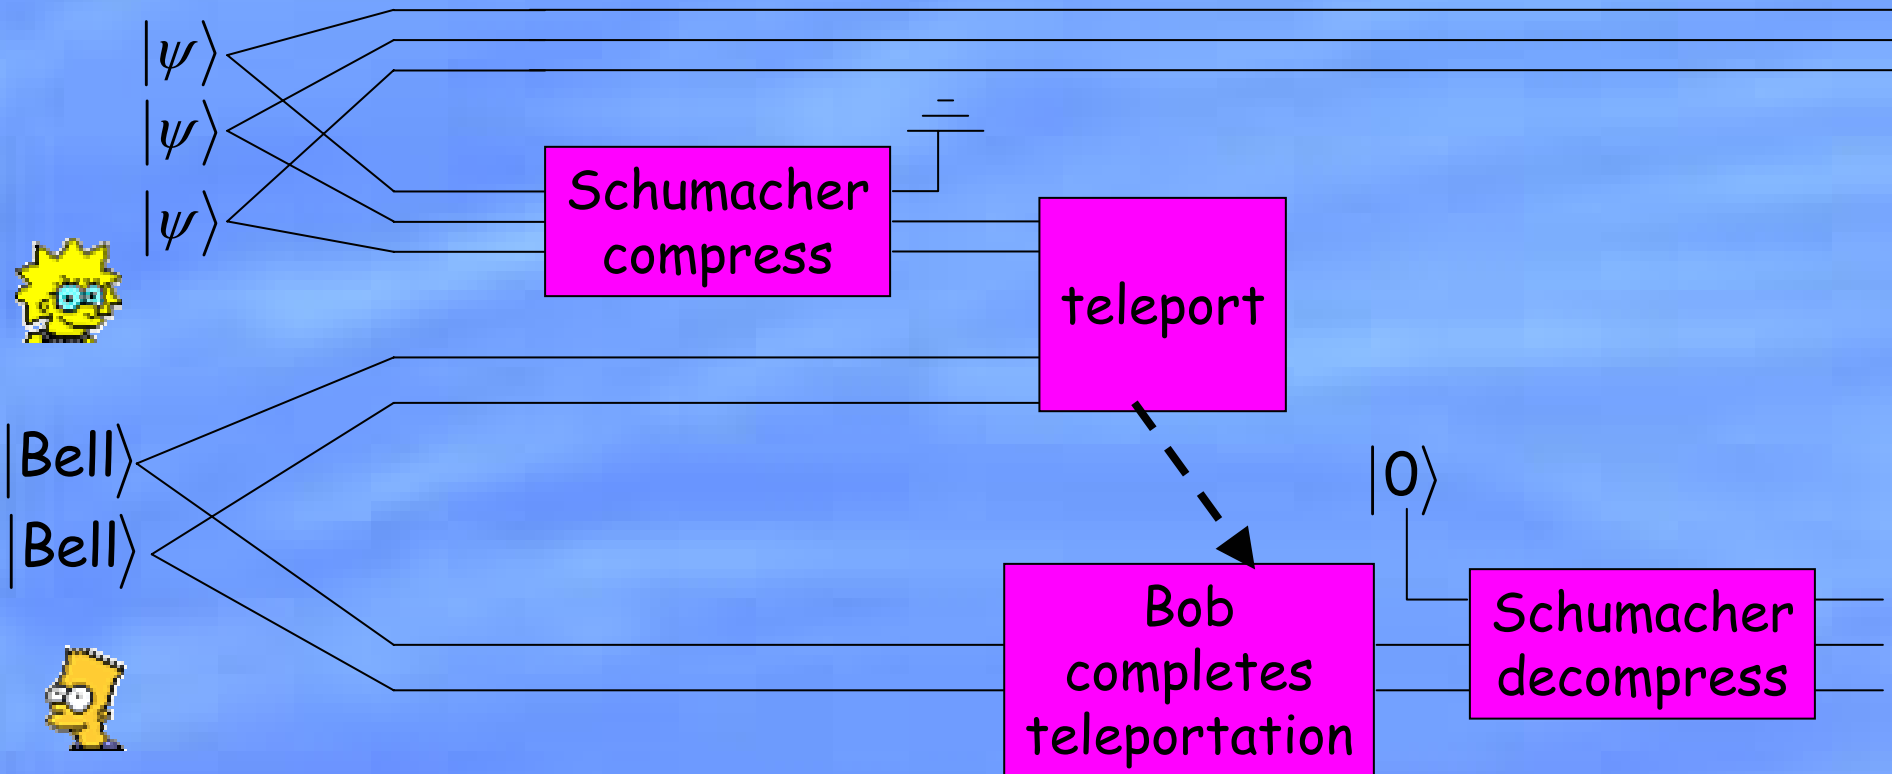 |ψ⟩
|ψ⟩
|ψ⟩
Schumacher
compress
teleport
|Bell⟩
|Bell⟩
|0⟩
Bob
completes
teleportation
Schumacher
decompress